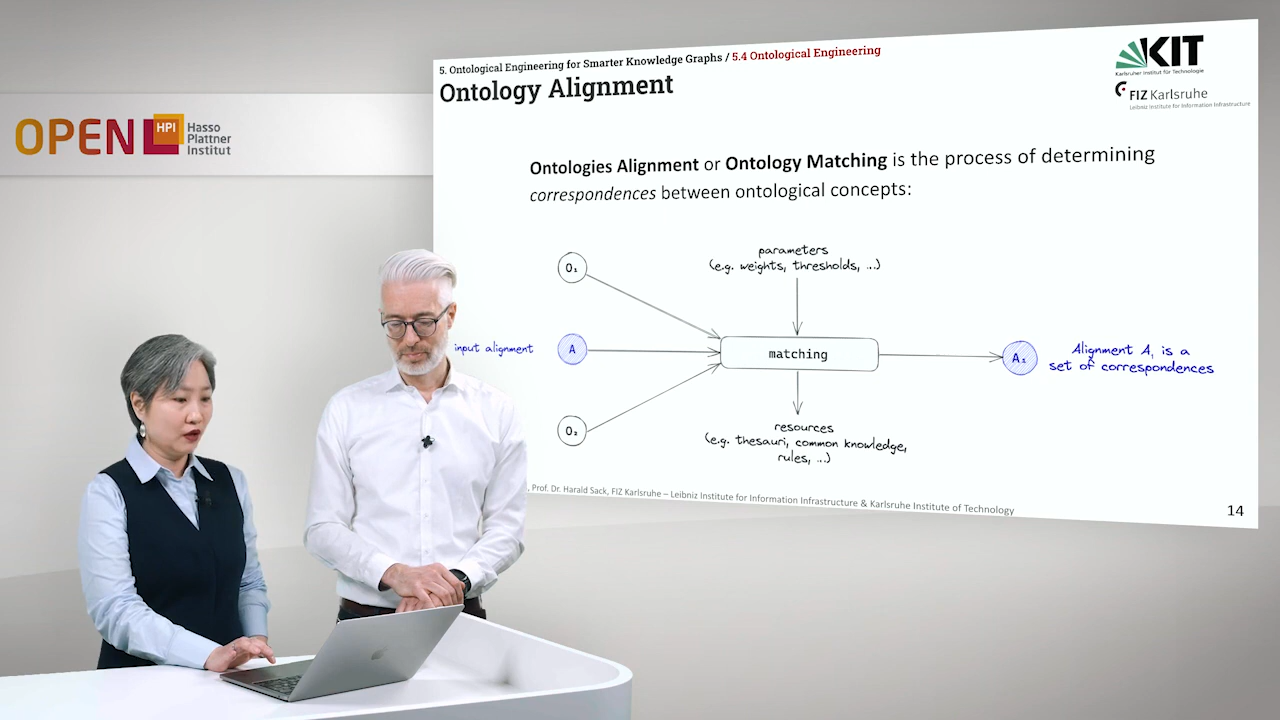 OPEN HPI Hasso
Plattner
Institut
5. Ontological Engineering for Smarter Knowledge Graphs / 5.4 Ontological Engineering
Ontology Alignment
KIT
Karlsruher Institut für Technologie
FIZ Karlsruhe
Leibniz Institute for Information Infrastructure
Ontologies Alignment or Ontology Matching is the process of determining
correspondences between ontological concepts:
O₁
parameters
(e.g. weights, thresholds, ...)
input alignment
A
matching
A₁
Alignment A, is a
set of correspondences
O₂
resources
(e.g. thesauri, common knowledge,
rules, ...)
, Prof. Dr. Harald Sack, FIZ Karlsruhe – Leibniz Institute for Information Infrastructure & Karlsruhe Institute of Technology
14